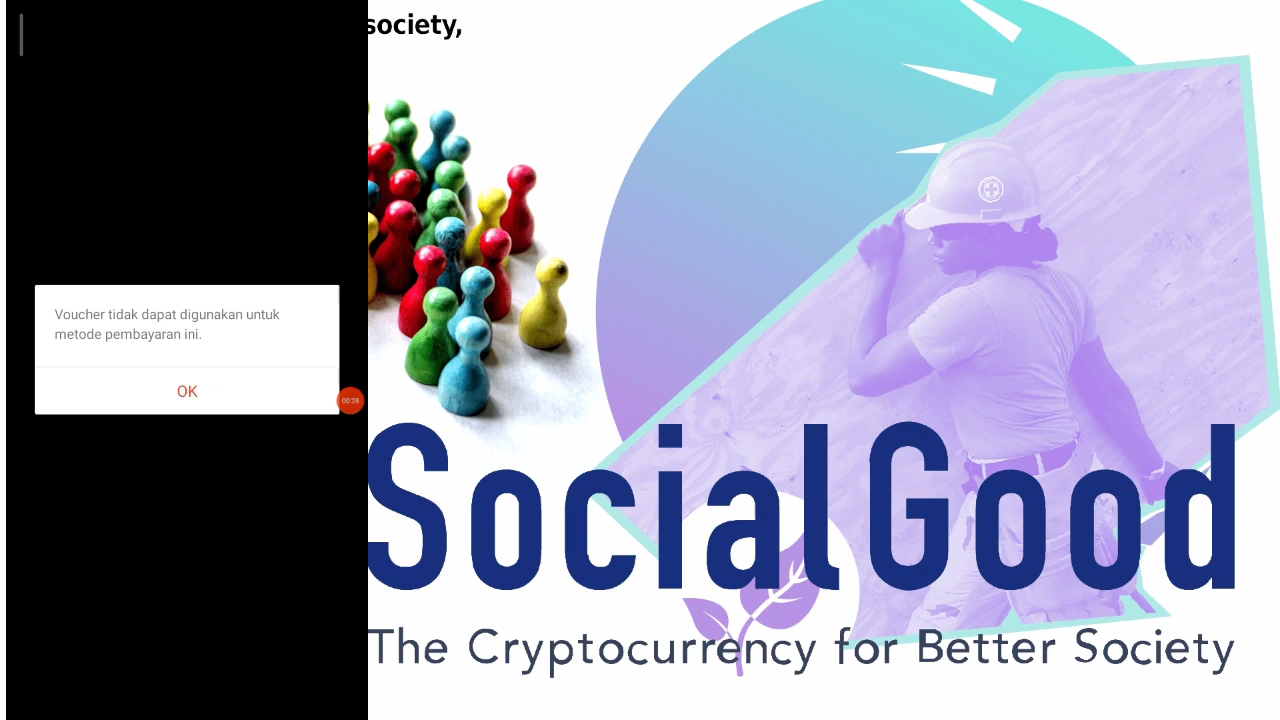 society,
Voucher tidak dapat digunakan untuk
metode pembayaran ini.
OK
00:28
SocialGood
The Cryptocurrency for Better Society